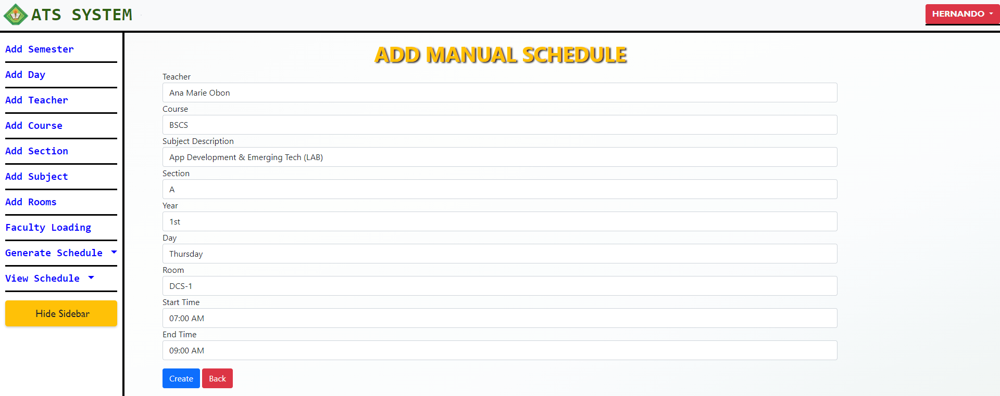 ATS SYSTEM
HERNANDO
Add Semester
Add Day
Add Teacher
Add Course
Add Section
Add Subject
Add Rooms
Faculty Loading
Generate Schedule
View Schedule
Hide Sidebar
ADD MANUAL SCHEDULE
Teacher
Ana Marie Obon
Course
BSCS
Subject Description
App Development & Emerging Tech (LAB)
Section
A
Year
1st
Day
Thursday
Room
DCS-1
Start Time
07:00 AM
End Time
09:00 AM
Create Back